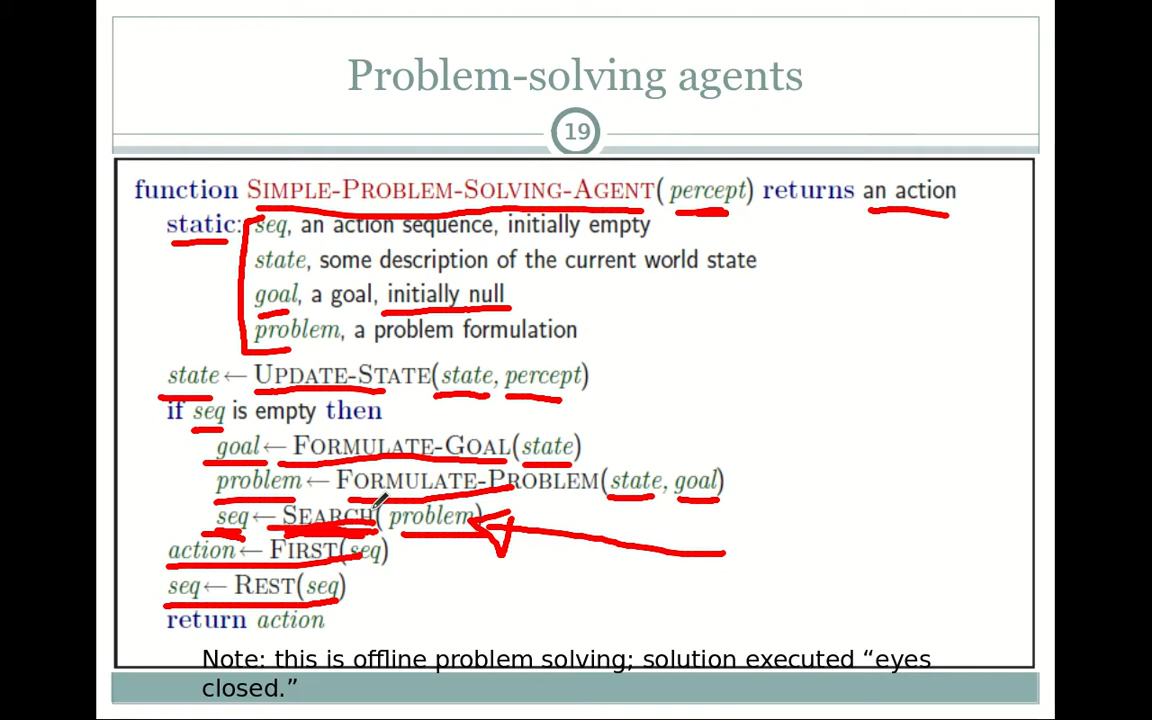 Problem-solving agents
19
function SIMPLE-PROBLEM-SOLVING-AGENT( percept) returns an action
static: seq, an action sequence, initially empty
state, some description of the current world state
goal, a goal, initially null
problem, a problem formulation
state ← UPDATE-STATE(state, percept)
if seq is empty then
goal ← FORMULATE-GOAL(state)
problem ← FORMULATE-PROBLEM(state, goal)
seq ← SEARCH( problem)
action ← FIRST(seq)
seq ← REST(seq)
return action
Note: this is offline problem solving; solution executed “eyes
closed.”